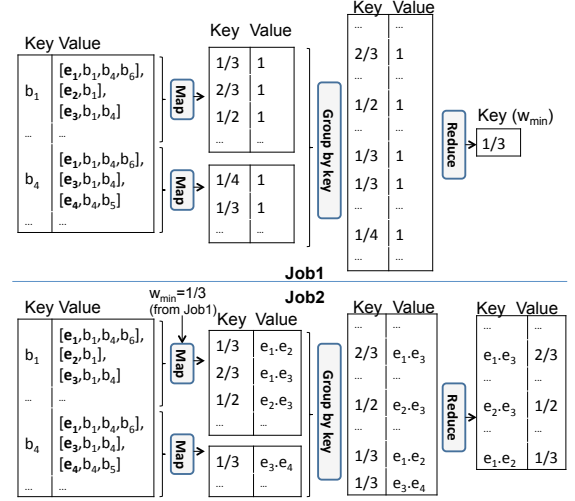 Key Value
b1 [e1,b1,b4,b6],
[e2,b1],
[e3,b1,b4]
... ...
b4 [e1,b1,b4,b6],
[e3,b1,b4],
[e4,b4,b5]
... ...
Map
Map
Key Value
1/3 1
2/3 1
1/2 1
... ...
1/4 1
1/3 1
... ...
Group by key
Key Value
... ...
2/3 1
... ...
1/2 1
... ...
1/3 1
1/3 1
... ...
1/4 1
... ...
Reduce
Key (wmin)
1/3
Job1
Job2
Key Value
b1 [e1,b1,b4,b6],
[e2,b1],
[e3,b1,b4]
... ...
b4 [e1,b1,b4,b6],
[e3,b1,b4],
[e4,b4,b5]
... ...
wmin=1/3
(from Job1)
Map
Map
Key Value
1/3 e1.e2
2/3 e1.e3
1/2 e2.e3
... ...
1/3 e3.e4
... ...
Group by key
Key Value
... ...
2/3 e1.e3
... ...
1/2 e2.e3
... ...
1/3 e1.e2
1/3 e3.e4
Reduce
Key Value
... ...
e1.e3 2/3
... ...
e2.e3 1/2
... ...
e1.e2 1/3